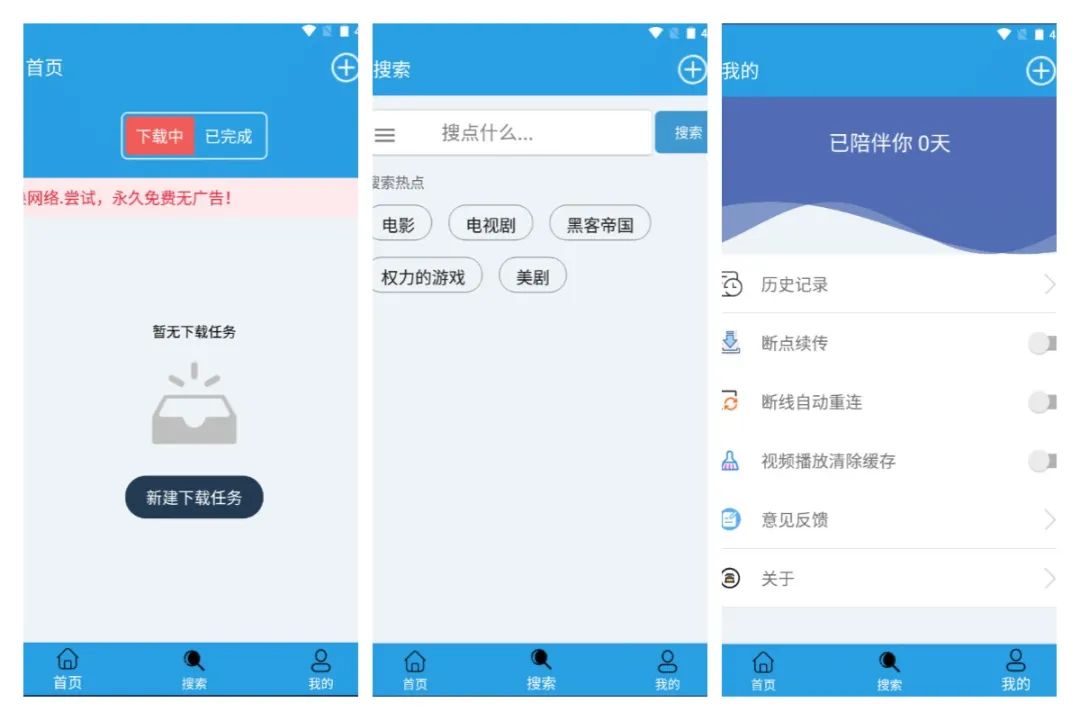 首页
下载中 已完成
网络.尝试，永久免费无广告！
暂无下载任务
新建下载任务
首页 搜索 我的
4
搜索
搜点什么... 搜索
搜索热点
电影 电视剧 黑客帝国
权力的游戏 美剧
首页 搜索 我的
4
我的
已陪伴你 0天
历史记录
断点续传
断线自动重连
视频播放清除缓存
意见反馈
关于
首页 搜索 我的